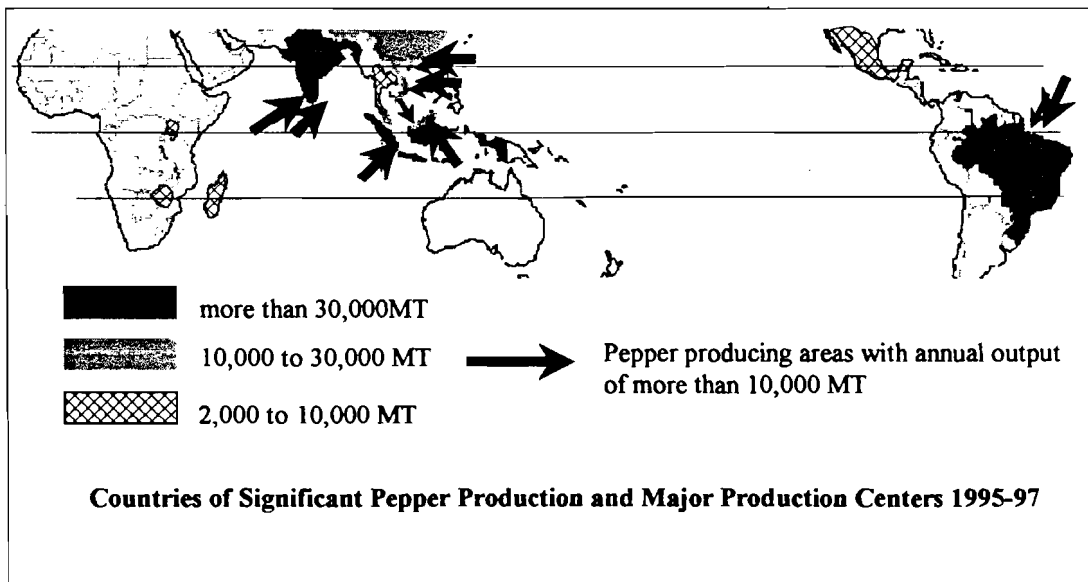 more than 30,000MT
10,000 to 30,000 MT
2,000 to 10,000 MT
Pepper producing areas with annual output
of more than 10,000 MT
Countries of Significant Pepper Production and Major Production Centers 1995-97